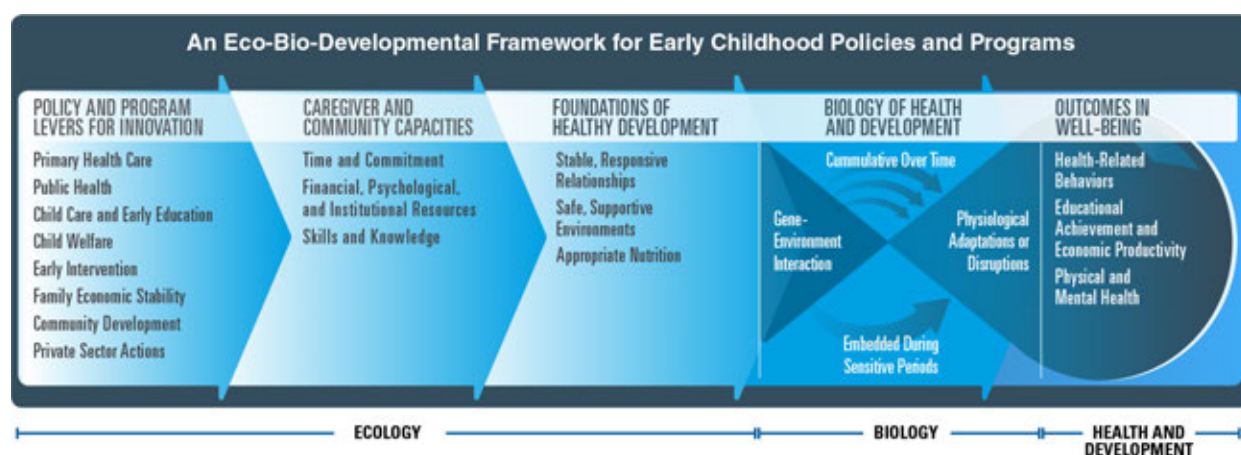 An Eco-Bio-Developmental Framework for Early Childhood Policies and Programs
POLICY AND PROGRAM
LEVERS FOR INNOVATION
Primary Health Care
Public Health
Child Care and Early Education
Child Welfare
Early Intervention
Family Economic Stability
Community Development
Private Sector Actions
CAREGIVER AND
COMMUNITY CAPACITIES
Time and Commitment
Financial, Psychological,
and Institutional Resources
Skills and Knowledge
FOUNDATIONS OF
HEALTHY DEVELOPMENT
Stable, Responsive
Relationships
Safe, Supportive
Environments
Appropriate Nutrition
BIOLOGY OF HEALTH
AND DEVELOPMENT
Cummulative Over Time
Gene-
Environment
Interaction
Physiological
Adaptations or
Disruptions
Embedded During
Sensitive Periods
OUTCOMES IN
WELL-BEING
Health-Related
Behaviors
Educational
Achievement and
Economic Productivity
Physical and
Mental Health
ECOLOGY
BIOLOGY
HEALTH AND
DEVELOPMENT